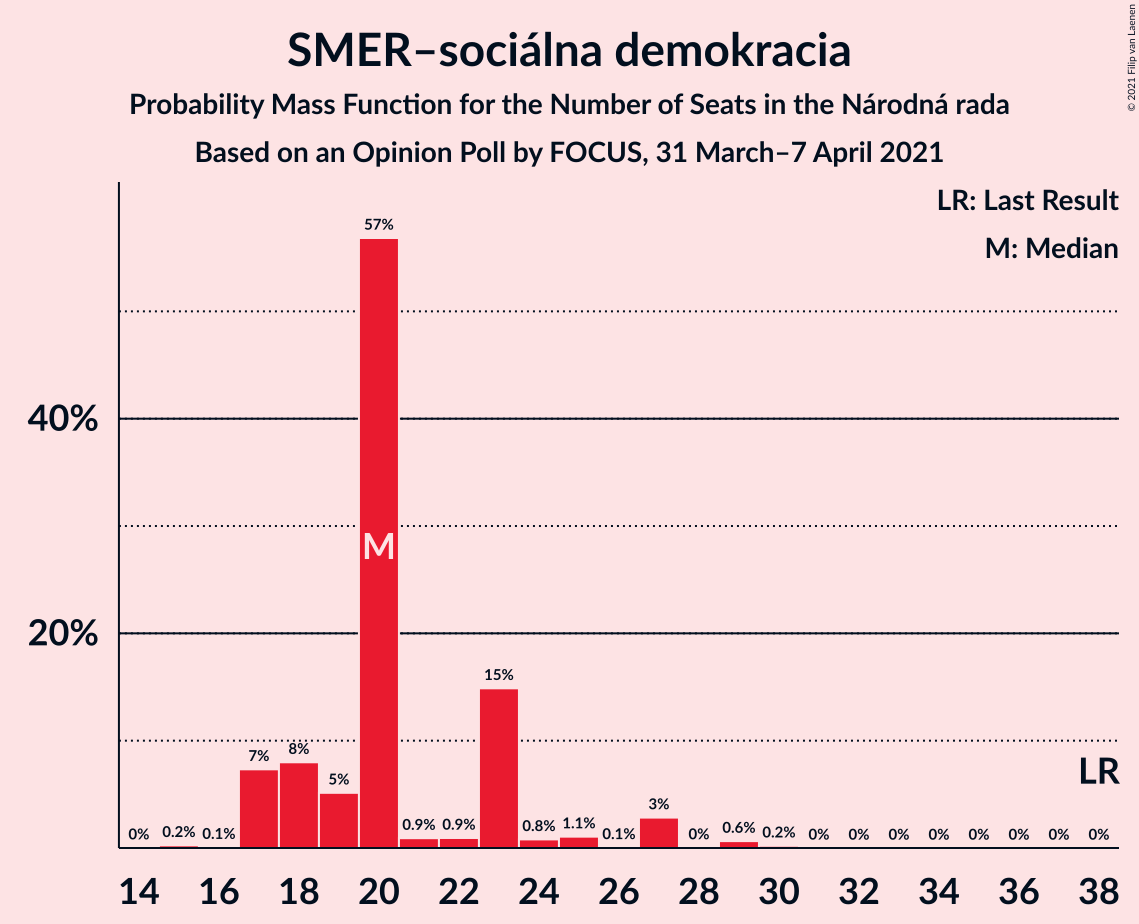 SMER–sociálna demokracia
Probability Mass Function for the Number of Seats in the Národná rada
Based on an Opinion Poll by FOCUS, 31 March–7 April 2021
© 2021 Filip van Laenen
LR: Last Result
M: Median
57%
40%
M
20%
15%
7% 8% 5% 3%
LR
0% 0.2% 0.1% 0.9% 0.9% 0.8% 1.1% 0.1% 0% 0.6% 0.2% 0% 0% 0% 0% 0% 0% 0% 0%
14 16 18 20 22 24 26 28 30 32 34 36 38